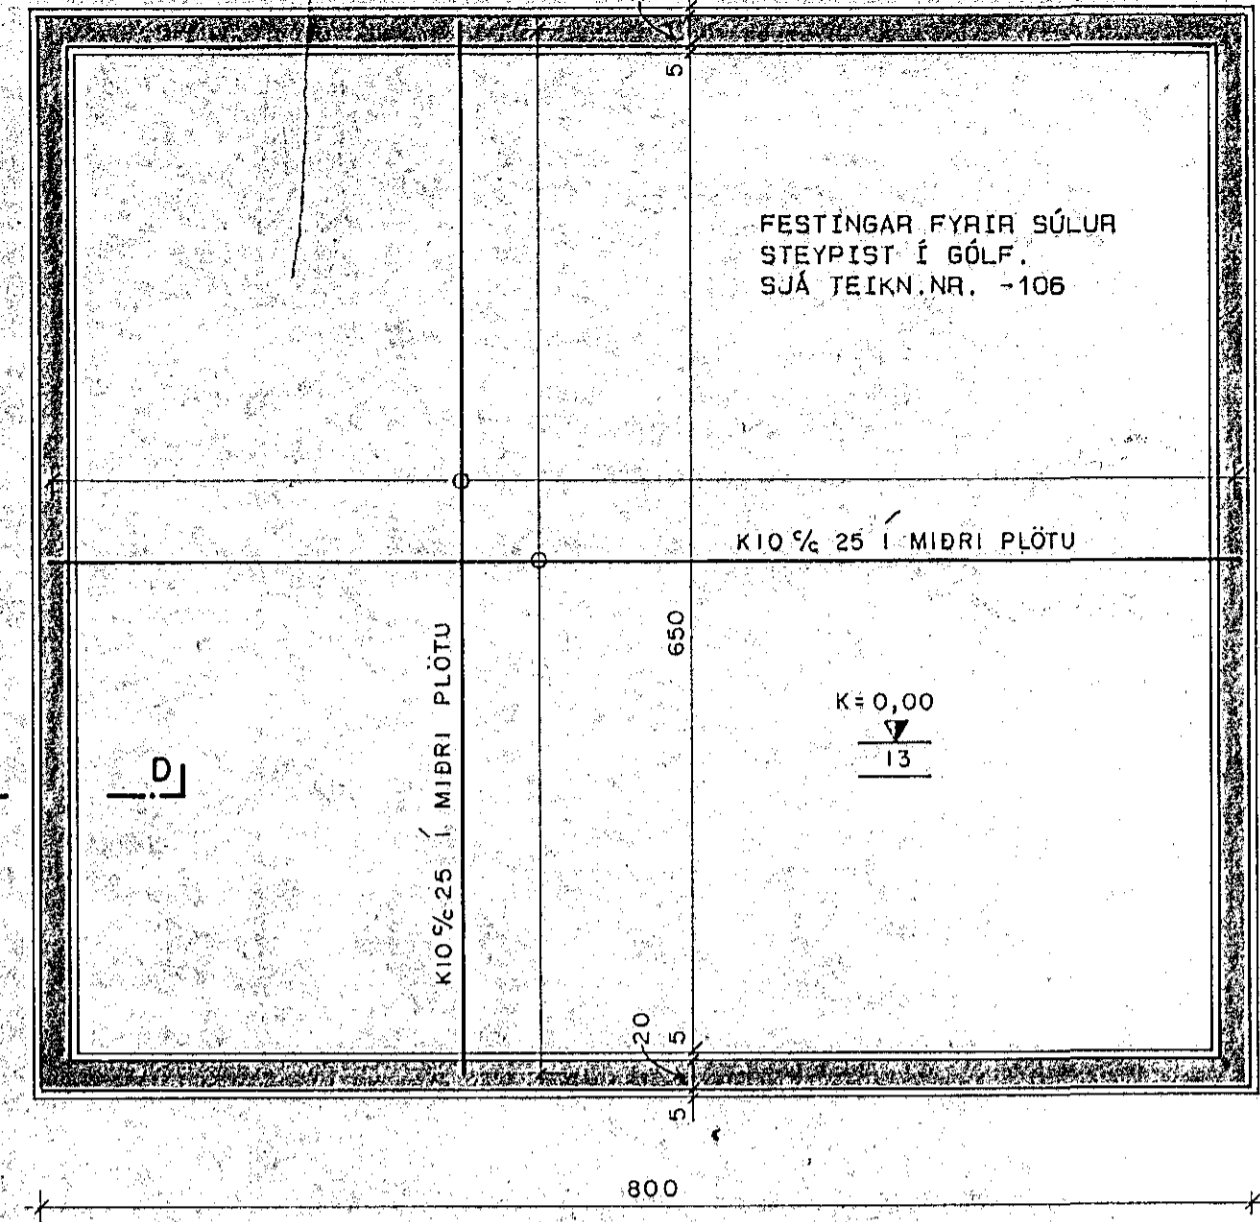 5
FESTINGAR FYRIR SÚLUR
STEYPIST Í GÓLF.
SJÁ TEIKN.NR. -106
K10 c/c 25 Í MIÐRI PLÖTU
650
K10 c/c 25 Í MIÐRI PLÖTU
K=0,00
13
D
20
5
5
800